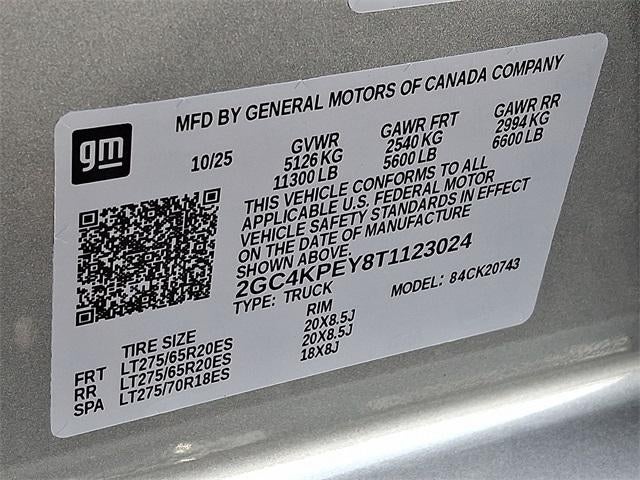 gm
MFD BY GENERAL MOTORS OF CANADA COMPANY
10/25
GVWR
5126 KG
11300 LB
GAWR FRT
2540 KG
5600 LB
GAWR RR
2994 KG
6600 LB
THIS VEHICLE CONFORMS TO ALL
APPLICABLE U.S. FEDERAL MOTOR
VEHICLE SAFETY STANDARDS IN EFFECT
ON THE DATE OF MANUFACTURE
SHOWN ABOVE.
2GC4KPEY8T1123024
TYPE: TRUCK
MODEL: 84CK20743
TIRE SIZE RIM
FRT LT275/65R20ES 20X8.5J
RR LT275/65R20ES 20X8.5J
SPA LT275/70R18ES 18X8J